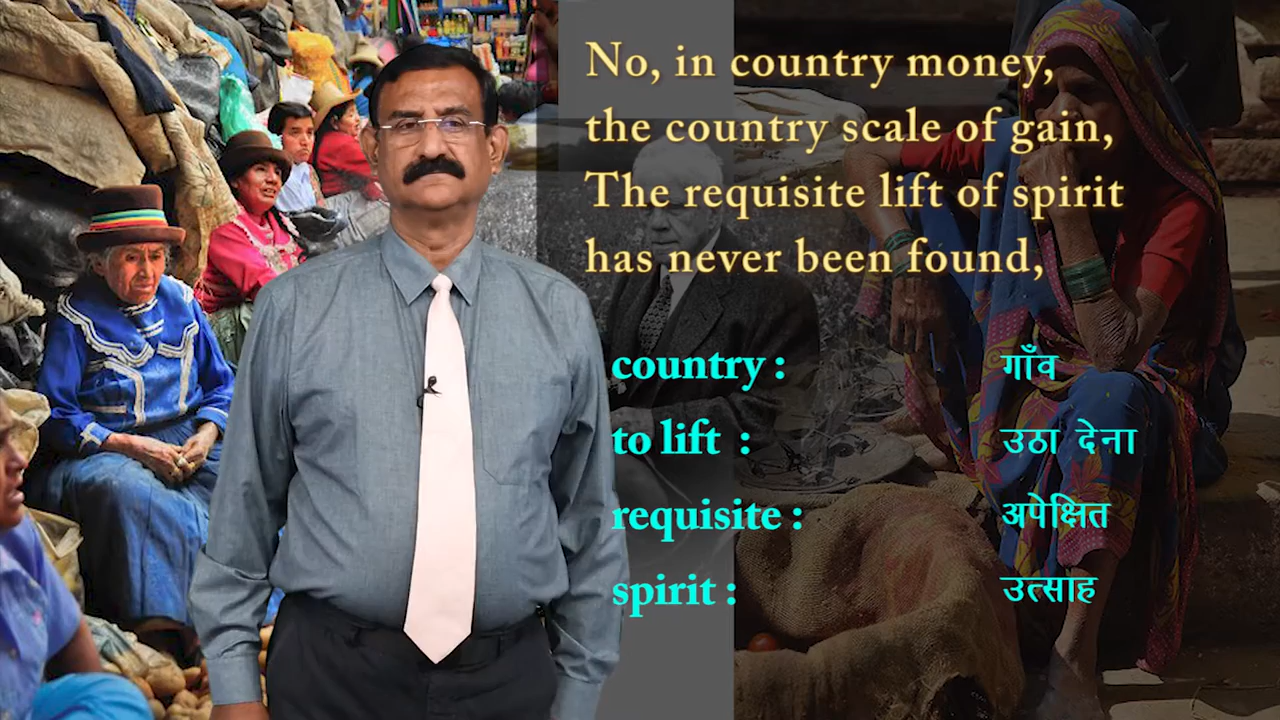 No, in country money,
the country scale of gain,
The requisite lift of spirit
has never been found,
country : गाँव
to lift : उठा देना
requisite : अपेक्षित
spirit : उत्साह